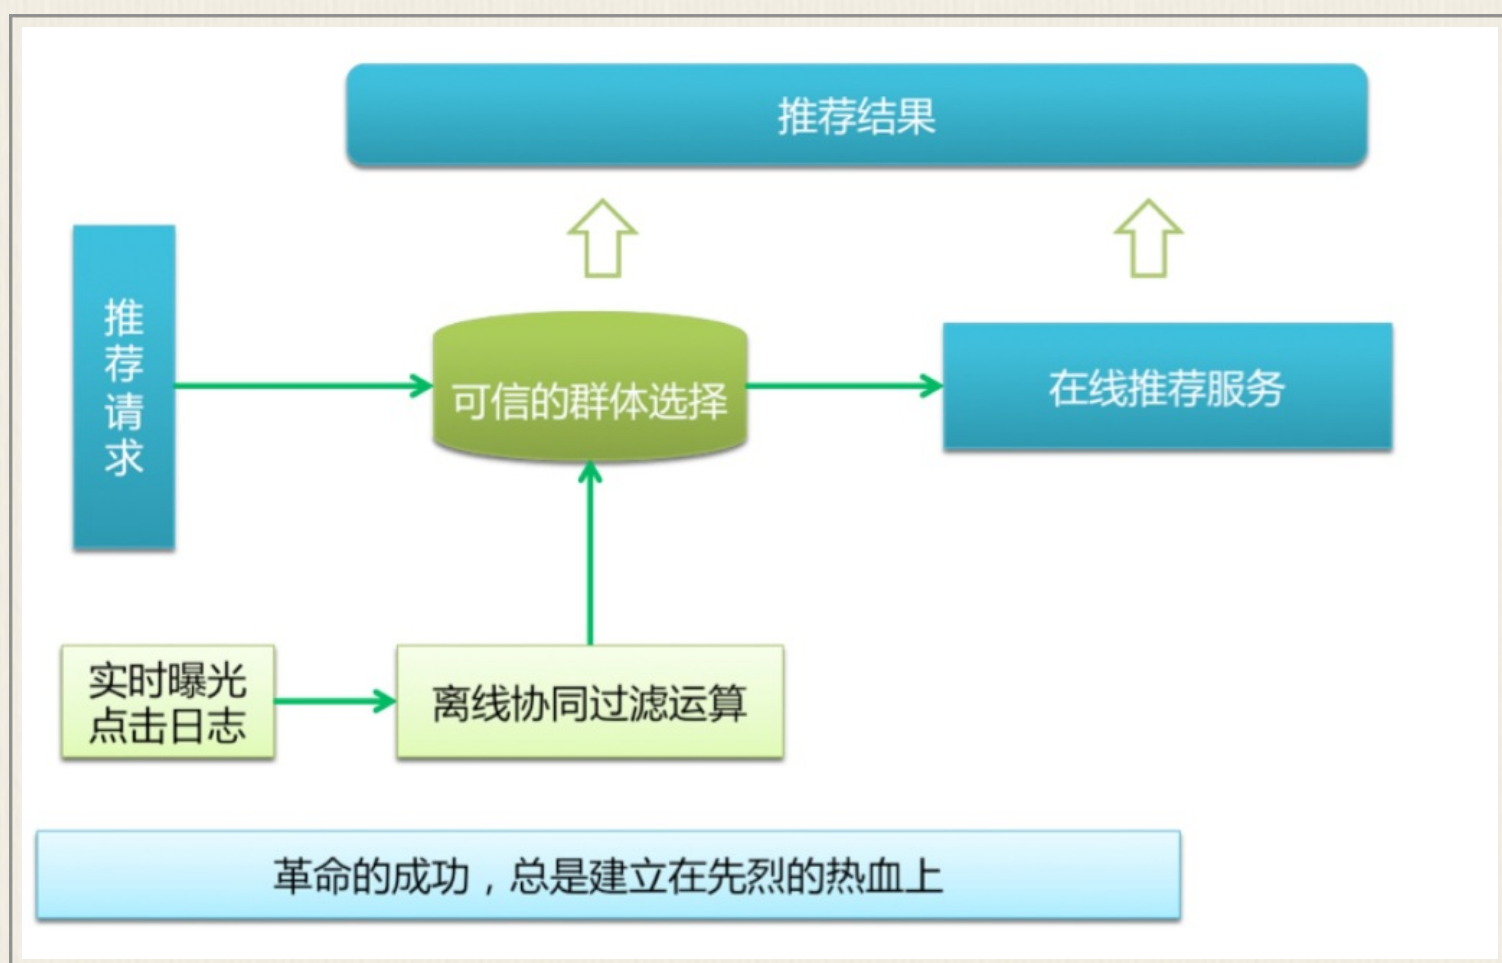 推荐结果
推荐请求
可信的群体选择
在线推荐服务
实时曝光
点击日志
离线协同过滤运算
革命的成功，总是建立在先烈的热血上